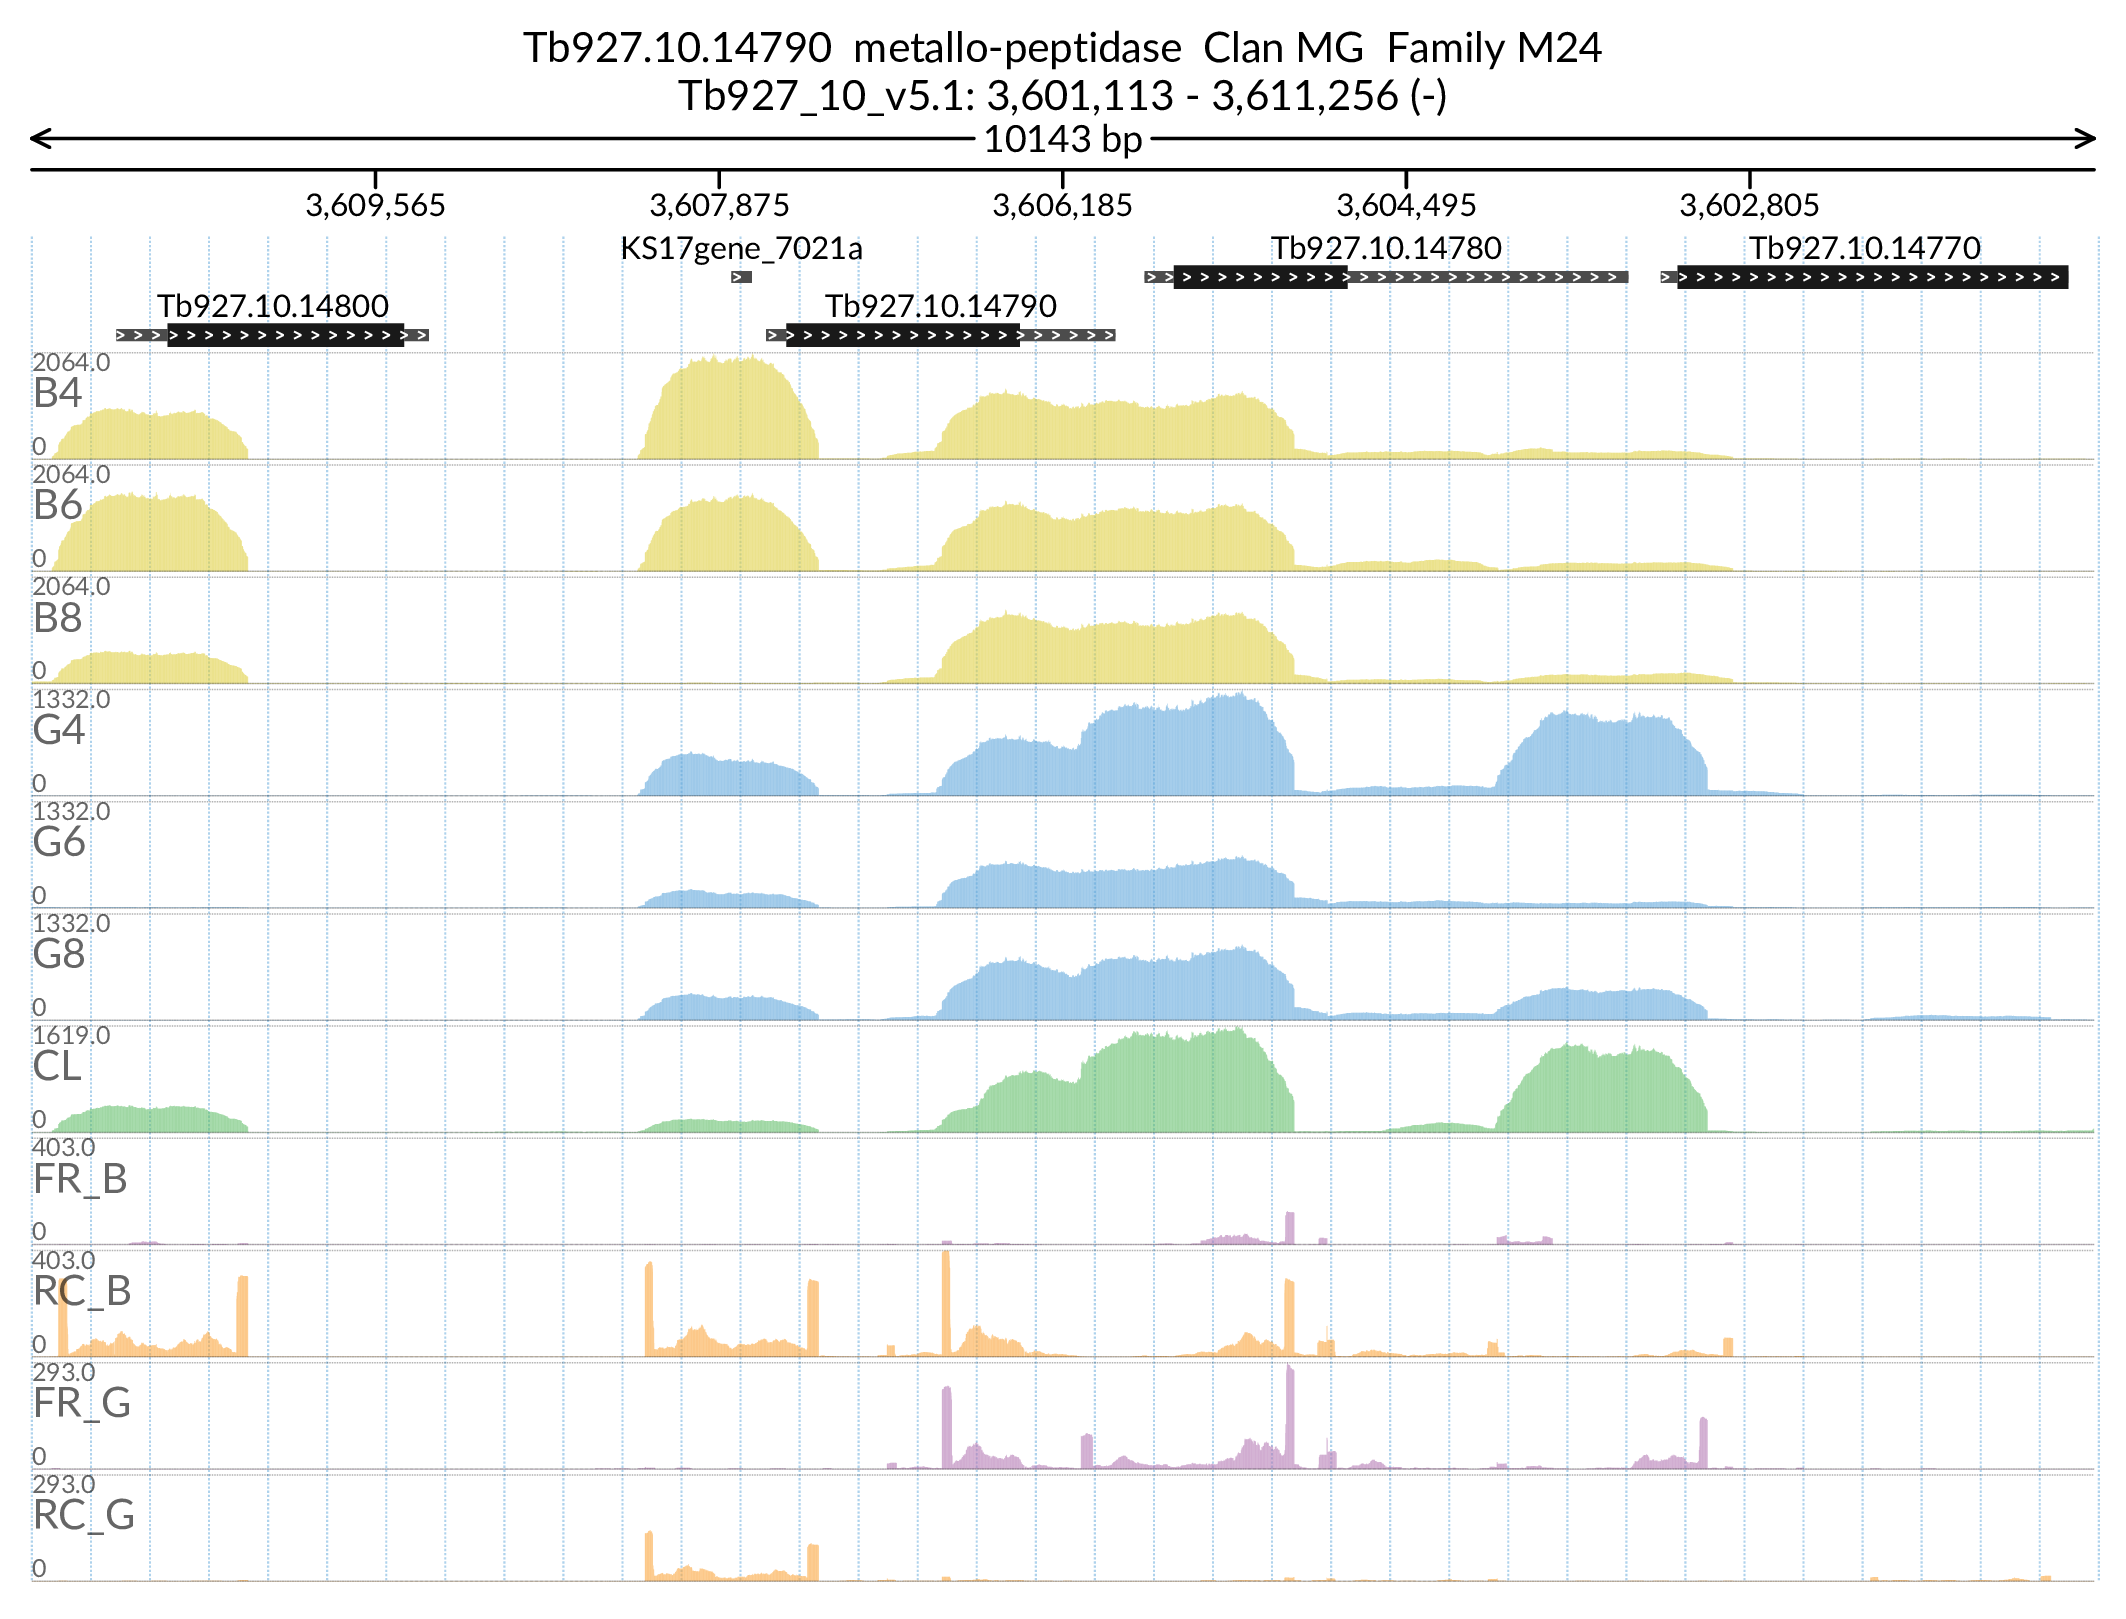 Tb927.10.14790  metallo-peptidase  Clan MG  Family M24
Tb927_10_v5.1: 3,601,113 - 3,611,256 (-)
10143 bp
3,609,565 3,607,875 3,606,185 3,604,495 3,602,805
KS17gene_7021a Tb927.10.14780 Tb927.10.14770
Tb927.10.14800 Tb927.10.14790
2064.0
B4
0
2064.0
B6
0
2064.0
B8
0
1332.0
G4
0
1332.0
G6
0
1332.0
G8
0
1619.0
CL
0
403.0
FR_B
0
403.0
RC_B
0
293.0
FR_G
0
293.0
RC_G
0